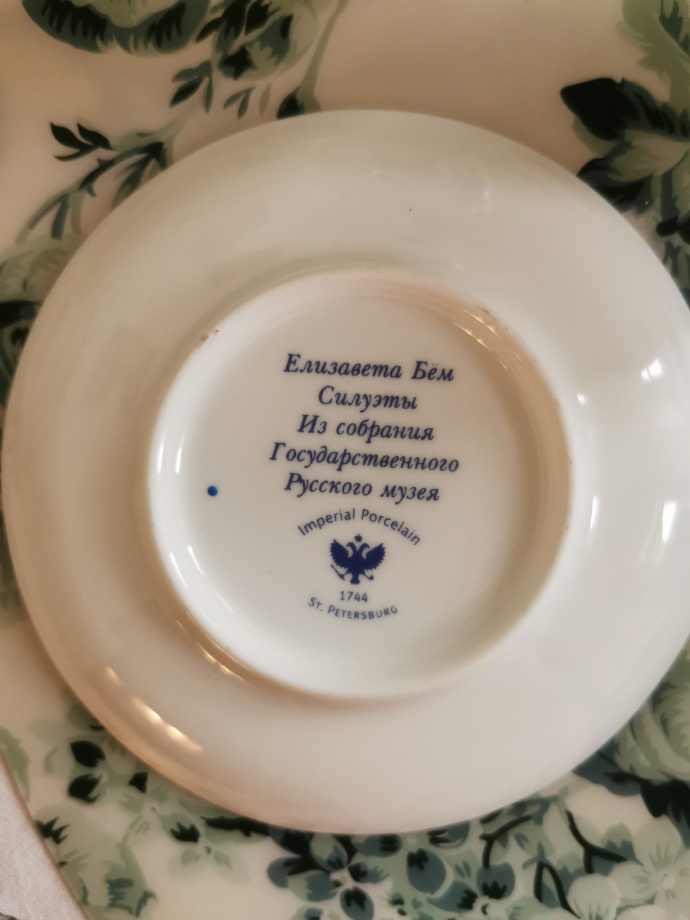 Елизавета Бём
Силуэты
Из собрания
Государственного
Русского музея
Imperial Porcelain
1744
St. Petersburg